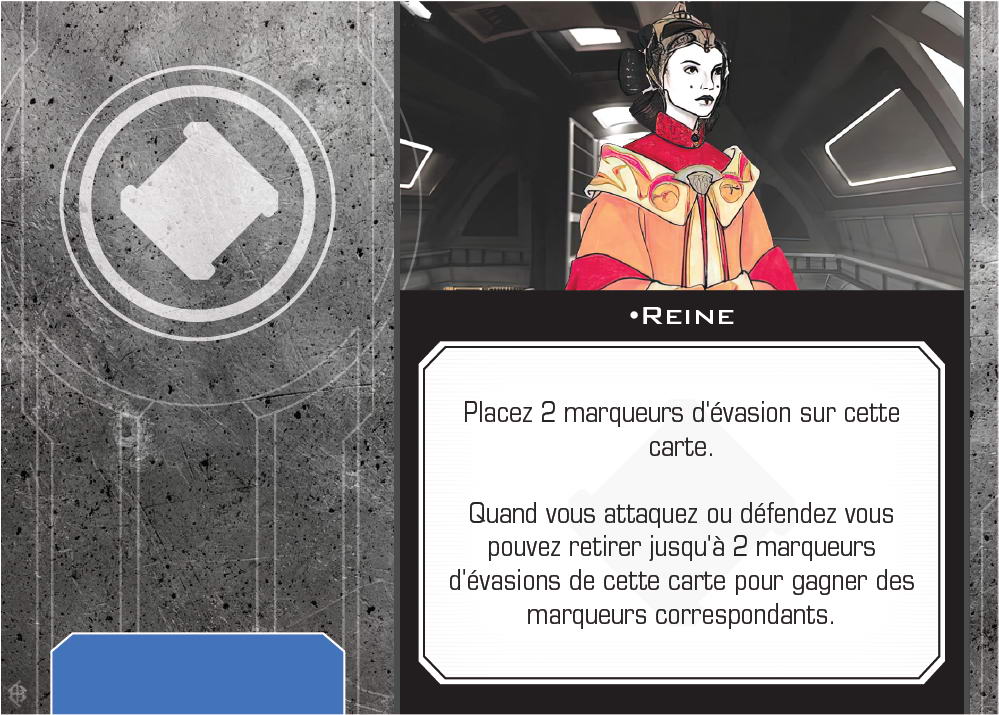 •Reine
Placez 2 marqueurs d'évasion sur cette
carte.
Quand vous attaquez ou défendez vous
pouvez retirer jusqu'à 2 marqueurs
d'évasions de cette carte pour gagner des
marqueurs correspondants.